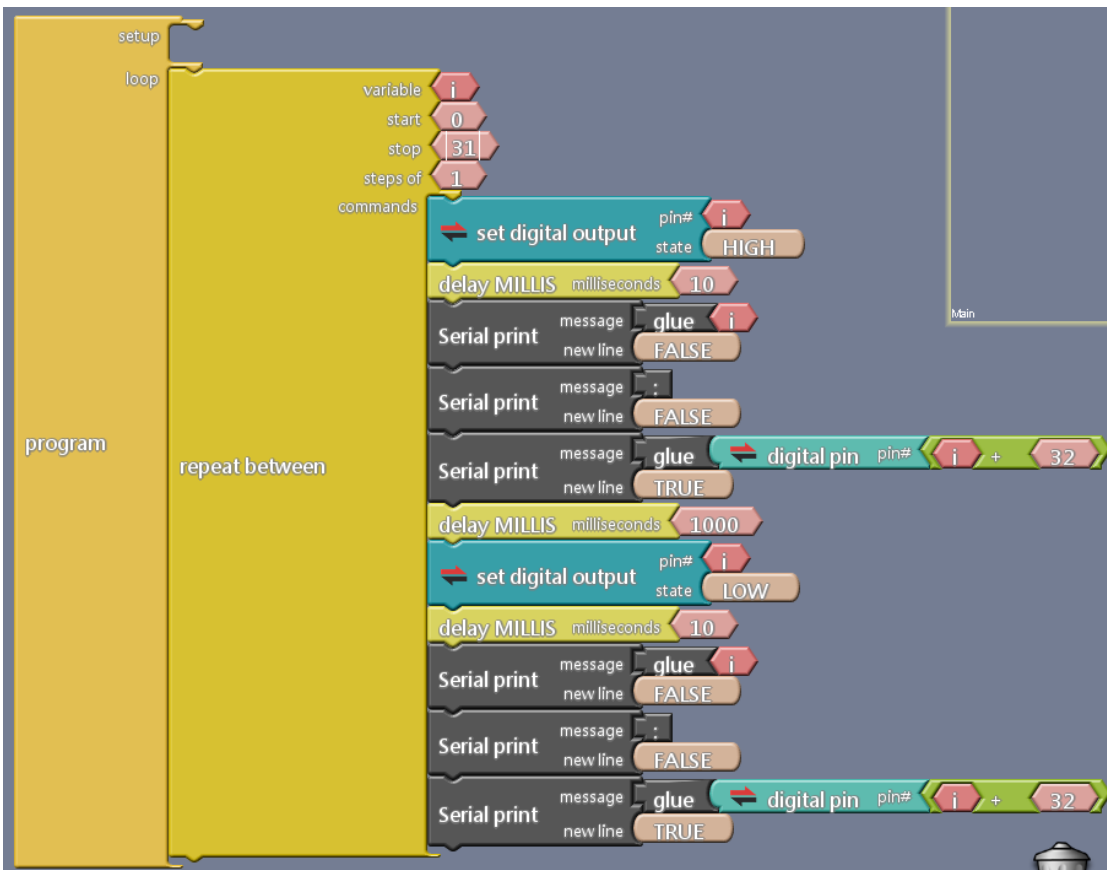 setup
loop
variable i
start 0
stop 31
steps of 1
commands
set digital output pin# i
state HIGH
delay MILLIS milliseconds 10
Main
Serial print message glue i
new line FALSE
Serial print message :
new line FALSE
program
repeat between
Serial print message glue digital pin pin# i + 32
new line TRUE
delay MILLIS milliseconds 1000
set digital output pin# i
state LOW
delay MILLIS milliseconds 10
Serial print message glue i
new line FALSE
Serial print message :
new line FALSE
Serial print message glue digital pin pin# i + 32
new line TRUE